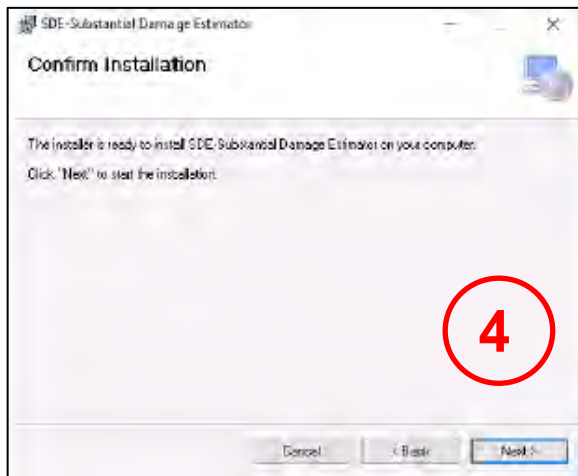 SDE-Substantial Damage Estimator
Confirm Installation
The installer is ready to install SDE-Substantial Damage Estimator on your computer.
Click "Next" to start the installation.
4
Cancel
< Back
Next >